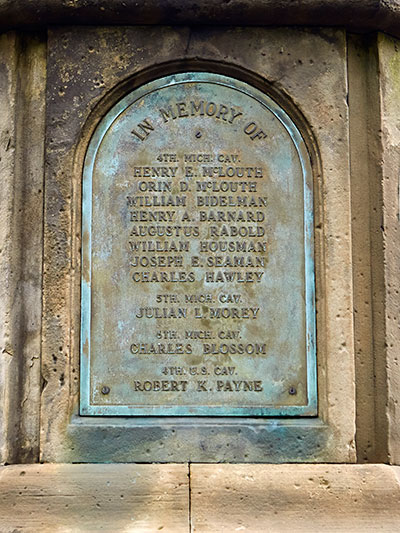 IN MEMORY OF
4TH. MICH. CAV.
HENRY E. McLOUTH
ORIN D. McLOUTH
WILLIAM BIDELMAN
HENRY A. BARNARD
AUGUSTUS RABOLD
WILLIAM HOUSMAN
JOSEPH E. SEAMAN
CHARLES HAWLEY
5TH. MICH. CAV.
JULIAN L. MOREY
MICH. CAV.
CHARLES BLOSSOM
4TH. U.S. CAV.
ROBERT K. PAYNE